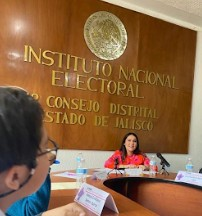 INSTITUTO NACIONAL
ELECTORAL
CONSEJO DISTRITAL
ESTADO DE JALISCO